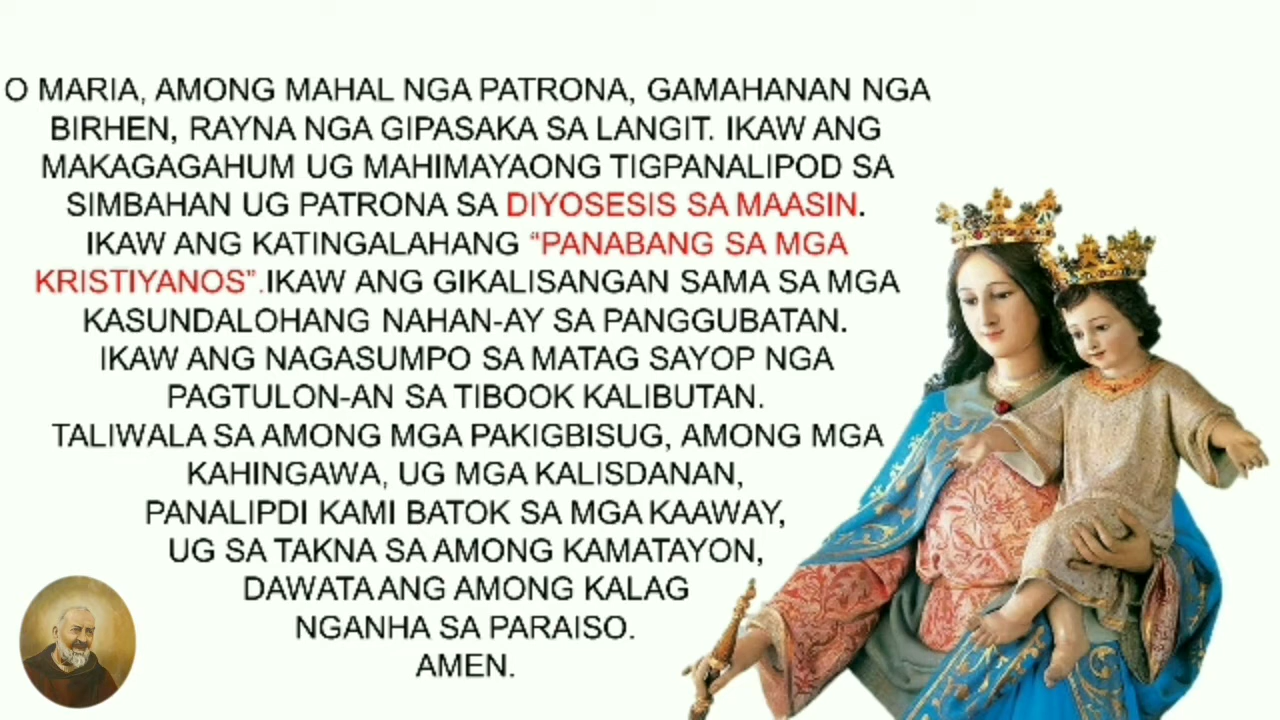 O MARIA, AMONG MAHAL NGA PATRONA, GAMAHANAN NGA
BIRHEN, RAYNA NGA GIPASAKA SA LANGIT. IKAW ANG
MAKAGAGAHUM UG MAHIMAYAONG TIGPANALIPOD SA
SIMBAHAN UG PATRONA SA DIYOSESIS SA MAASIN.
IKAW ANG KATINGALAHANG “PANABANG SA MGA
KRISTIYANOS”.IKAW ANG GIKALISANGAN SAMA SA MGA
KASUNDALOHANG NAHAN-AY SA PANGGUBATAN.
IKAW ANG NAGASUMPO SA MATAG SAYOP NGA
PAGTULON-AN SA TIBOOK KALIBUTAN.
TALIWALA SA AMONG MGA PAKIGBISUG, AMONG MGA
KAHINGAWA, UG MGA KALISDANAN,
PANALIPDI KAMI BATOK SA MGA KAAWAY,
UG SA TAKNA SA AMONG KAMATAYON,
DAWATA ANG AMONG KALAG
NGANHA SA PARAISO.
AMEN.